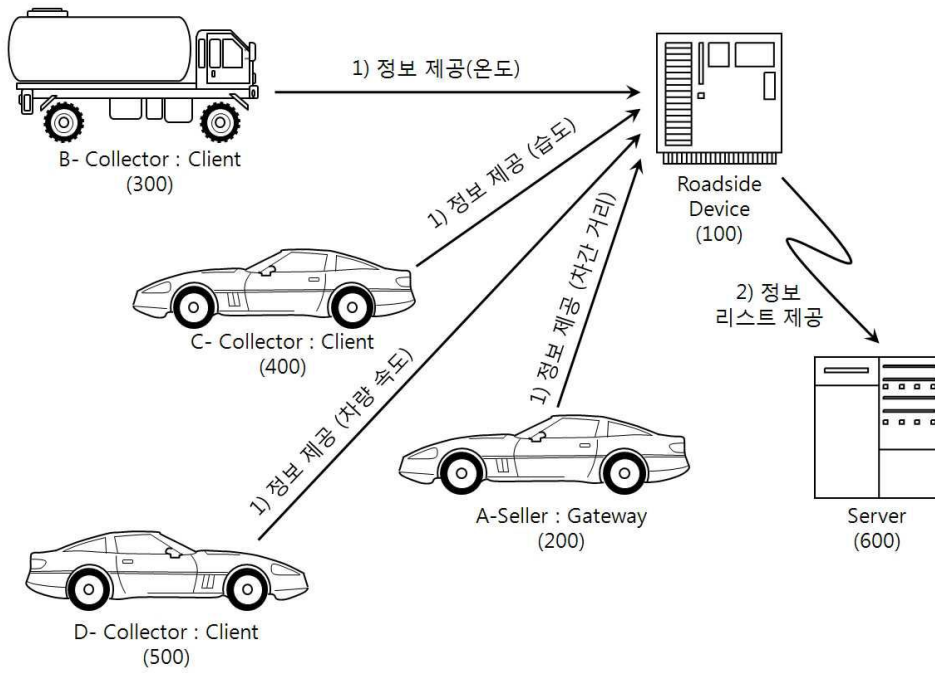 1) 정보 제공(온도)
B- Collector : Client
(300)
1) 정보 제공 (습도)
Roadside
Device
(100)
C- Collector : Client
(400)
1) 정보 제공 (차량 속도)
1) 정보 제공 (차간 거리)
2) 정보
리스트 제공
A-Seller : Gateway
(200)
Server
(600)
D- Collector : Client
(500)